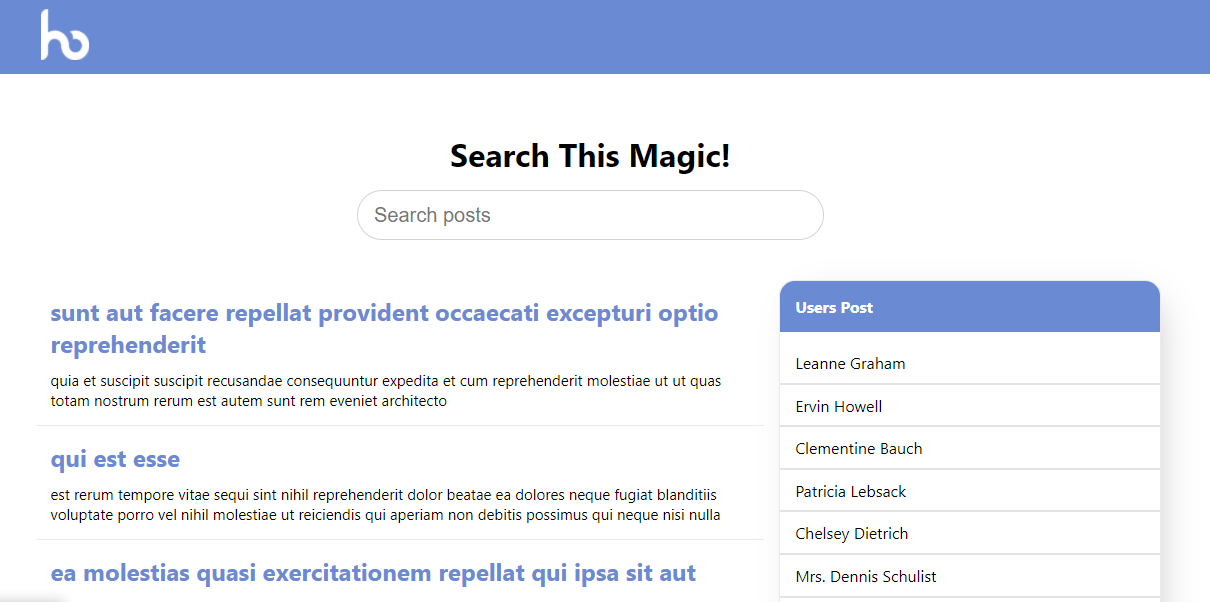 ho
Search This Magic!
Search posts
sunt aut facere repellat provident occaecati excepturi optio
reprehenderit
quia et suscipit suscipit recusandae consequuntur expedita et cum reprehenderit molestiae ut ut quas
totam nostrum rerum est autem sunt rem eveniet architecto
qui est esse
est rerum tempore vitae sequi sint nihil reprehenderit dolor beatae ea dolores neque fugiat blanditiis
voluptate porro vel nihil molestiae ut reiciendis qui aperiam non debitis possimus qui neque nisi nulla
ea molestias quasi exercitationem repellat qui ipsa sit aut
Users Post
Leanne Graham
Ervin Howell
Clementine Bauch
Patricia Lebsack
Chelsey Dietrich
Mrs. Dennis Schulist